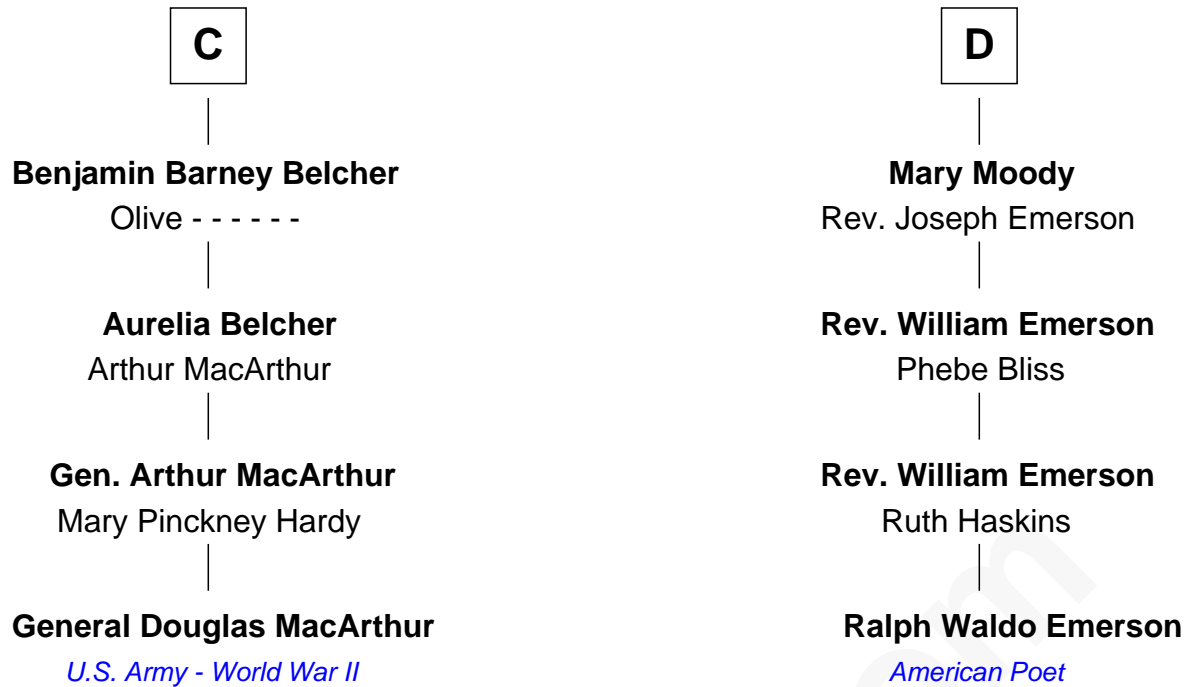 C
Benjamin Barney Belcher
Olive - - - - - -
Aurelia Belcher
Arthur MacArthur
Gen. Arthur MacArthur
Mary Pinckney Hardy
General Douglas MacArthur
U.S. Army - World War II
D
Mary Moody
Rev. Joseph Emerson
Rev. William Emerson
Phebe Bliss
Rev. William Emerson
Ruth Haskins
Ralph Waldo Emerson
American Poet